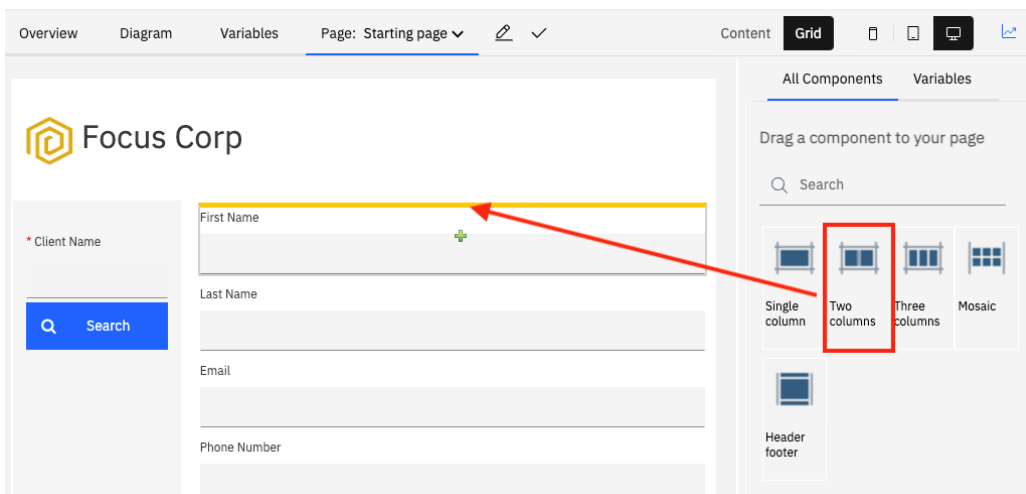 Overview Diagram Variables Page: Starting page Content Grid
All Components Variables
Focus Corp
Drag a component to your page
Search
First Name
* Client Name
Last Name
Search
Single column
Two columns
Three columns
Mosaic
Email
Header footer
Phone Number